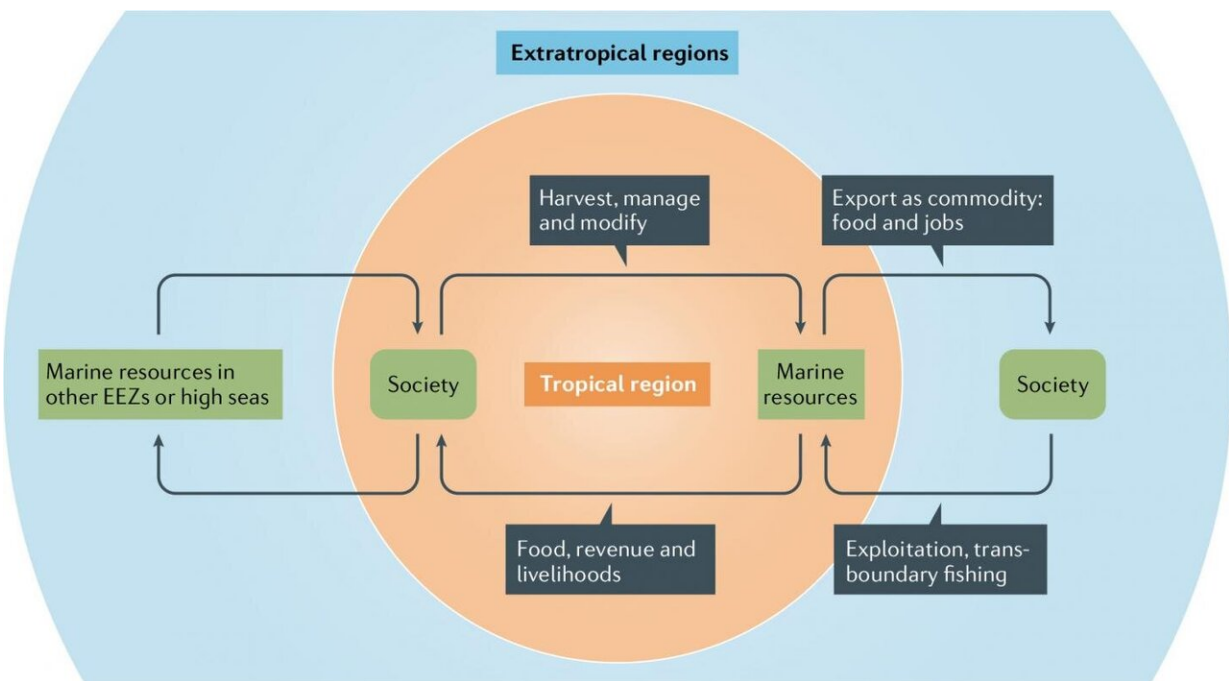 Extratropical regions
Harvest, manage
and modify
Export as commodity:
food and jobs
Marine resources in
other EEZs or high seas
Society
Tropical region
Marine
resources
Society
Food, revenue and
livelihoods
Exploitation, trans-
boundary fishing